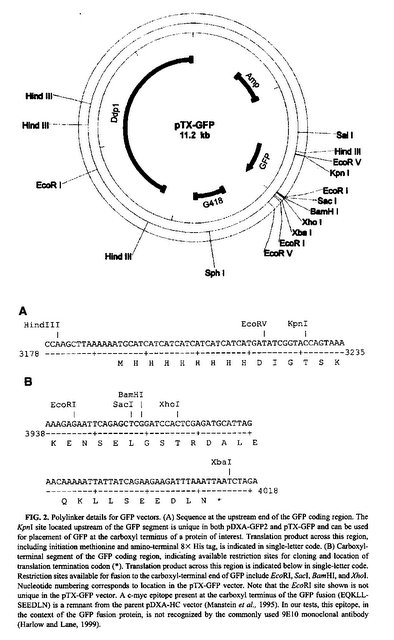 Hind III
Hind III
EcoR I
Hind III
Sph I
Ddp1
Amp
pTX-GFP
11.2 kb
GFP
G418
Sal I
Hind III
EcoR V
Kpn I
EcoR I
Sac I
BamH I
Xho I
Xba I
EcoR I
EcoR V
A
HindIII EcoRV KpnI
CCAAGCTTAAAAAATGCATCATCATCATCATCATCATCATGATATCGGTACCAGTAAA
3178 3235
M H H H H H H H H D I G T S K
B
BamHI
EcoRI SacI XhoI
AAAGAGAATTCAGAGCTCGGATCCACTCGAGATGCATTAG
3938
K E N S E L G S T R D A L E
XbaI
AACAAAAATTATCAGAAGAAGATTTAAATTAATCTAGA
4018
Q K L L S E E D L N *
FIG. 2. Polylinker details for GFP vectors. (A) Sequence at the upstream end of the GFP coding region. The
KpnI site located upstream of the GFP segment is unique in both pDXA-GFP2 and pTX-GFP and can be used
for placement of GFP at the carboxyl terminus of a protein of interest. Translation product across this region,
including initiation methionine and amino-terminal 8× His tag, is indicated in single-letter code. (B) Carboxyl-
terminal segment of the GFP coding region, indicating available restriction sites for cloning and location of
translation termination codon (*). Translation product across this region is indicated below in single-letter code.
Restriction sites available for fusion to the carboxyl-terminal end of GFP include EcoRI, SacI, BamHI, and XhoI.
Nucleotide numbering corresponds to location in the pTX-GFP vector. Note that the EcoRI site shown is not
unique in the pTX-GFP vector. A c-myc epitope present at the carboxyl terminus of the GFP fusion (EQKLL-
SEEDLN) is a remnant from the parent pDXA-HC vector (Manstein et al., 1995). In our tests, this epitope, in
the context of the GFP fusion protein, is not recognized by the commonly used 9E10 monoclonal antibody
(Harlow and Lane, 1999).